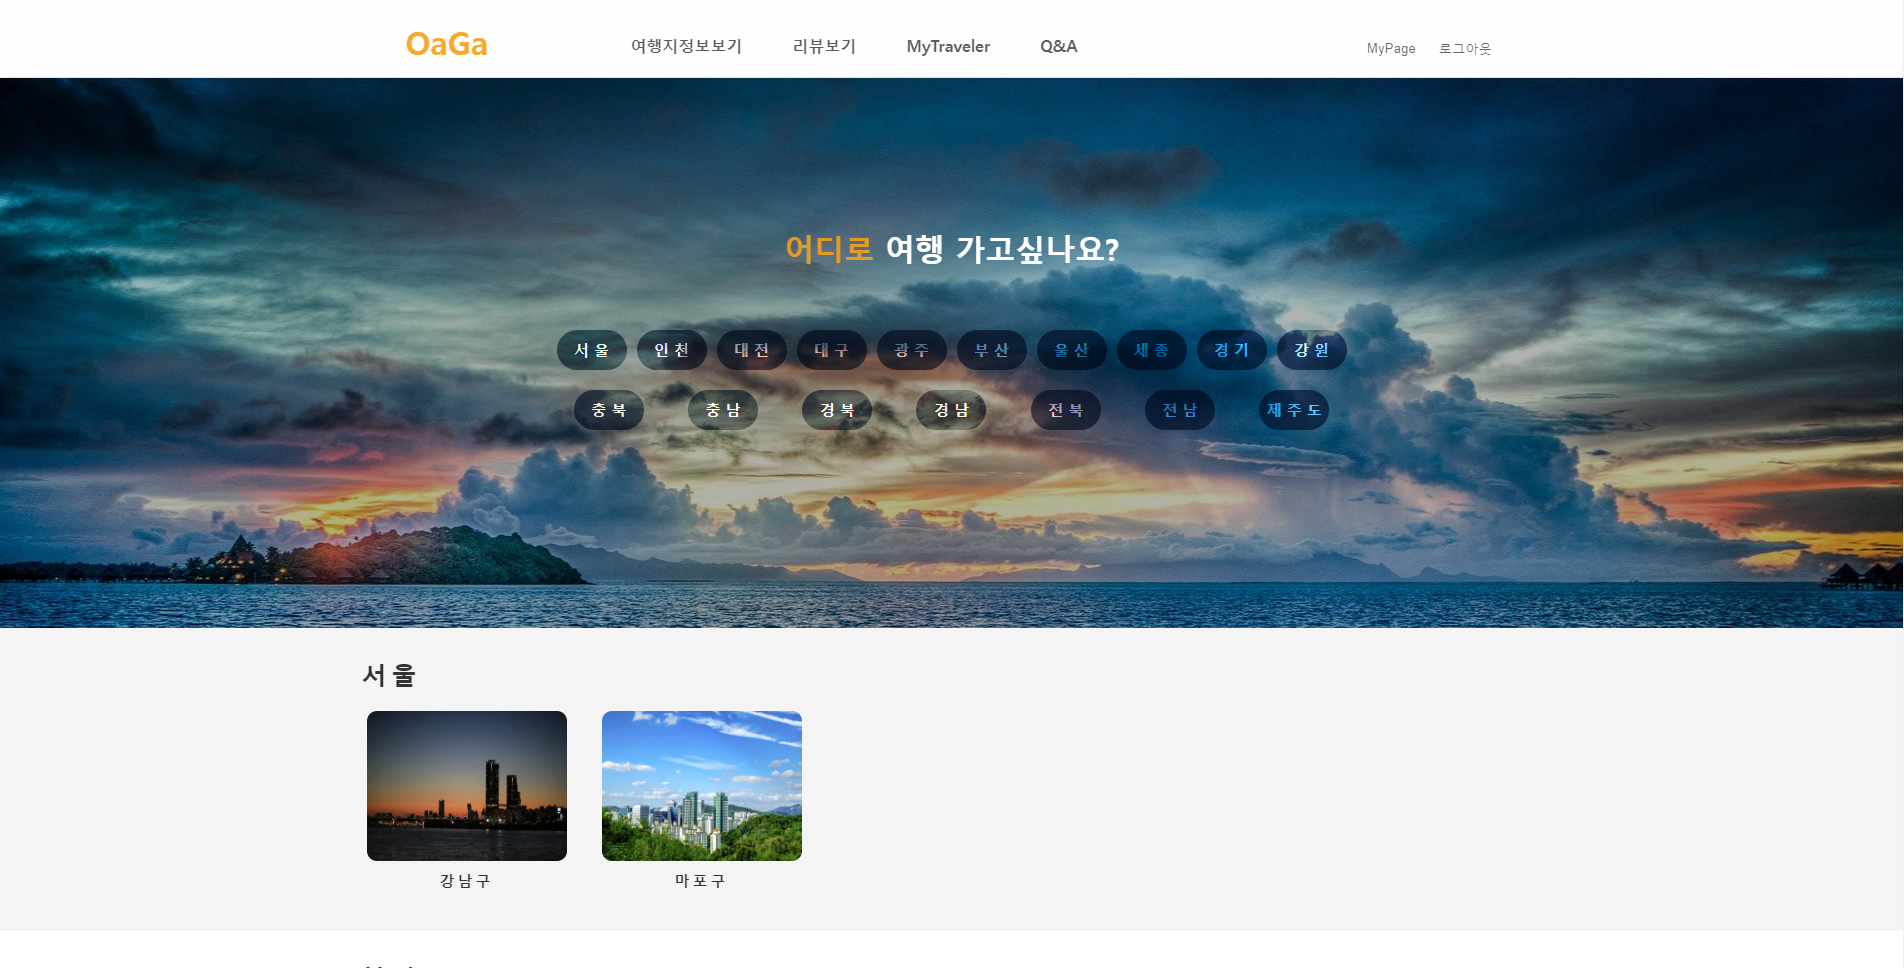 OaGa 여행지정보보기 리뷰보기 MyTraveler Q&A MyPage 로그아웃
어디로 여행 가고싶나요?
서울 인천 대전 대구 광주 부산 울산 세종 경기 강원
충북 충남 경북 경남 전북 전남 제주도
서울
강남구 마포구